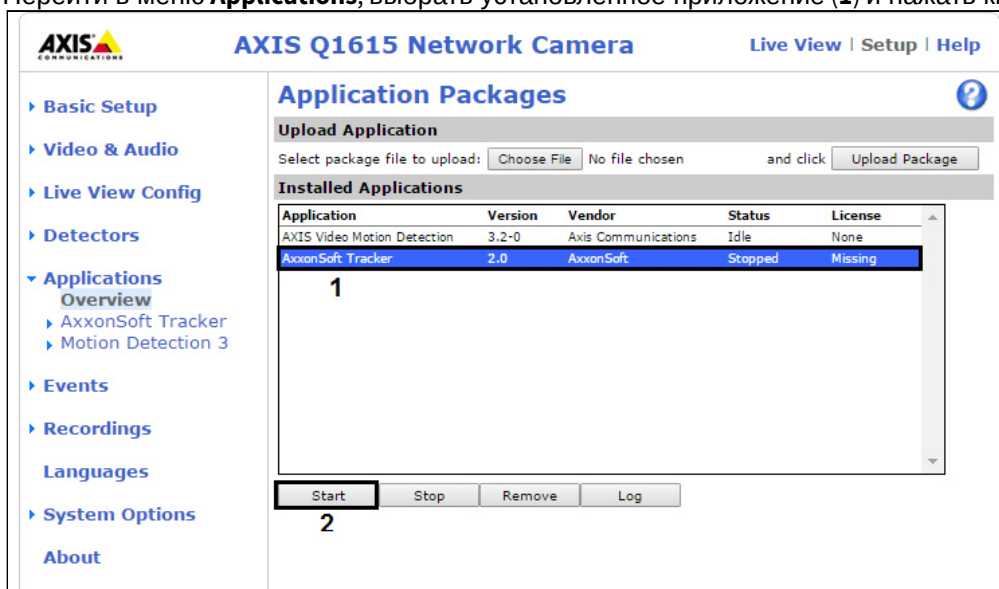 Перейти в меню Applications, выбрать установленное приложение (1) и нажать к
AXIS COMMUNICATIONS
AXIS Q1615 Network Camera
Live View | Setup | Help
Basic Setup
Video & Audio
Live View Config
Detectors
Applications
Overview
AxxonSoft Tracker
Motion Detection 3
Events
Recordings
Languages
System Options
About
Application Packages
?
Upload Application
Select package file to upload: Choose File No file chosen and click Upload Package
Installed Applications
Application Version Vendor Status License
AXIS Video Motion Detection 3.2-0 Axis Communications Idle None
AxxonSoft Tracker 2.0 AxxonSoft Stopped Missing
1
Start Stop Remove Log
2